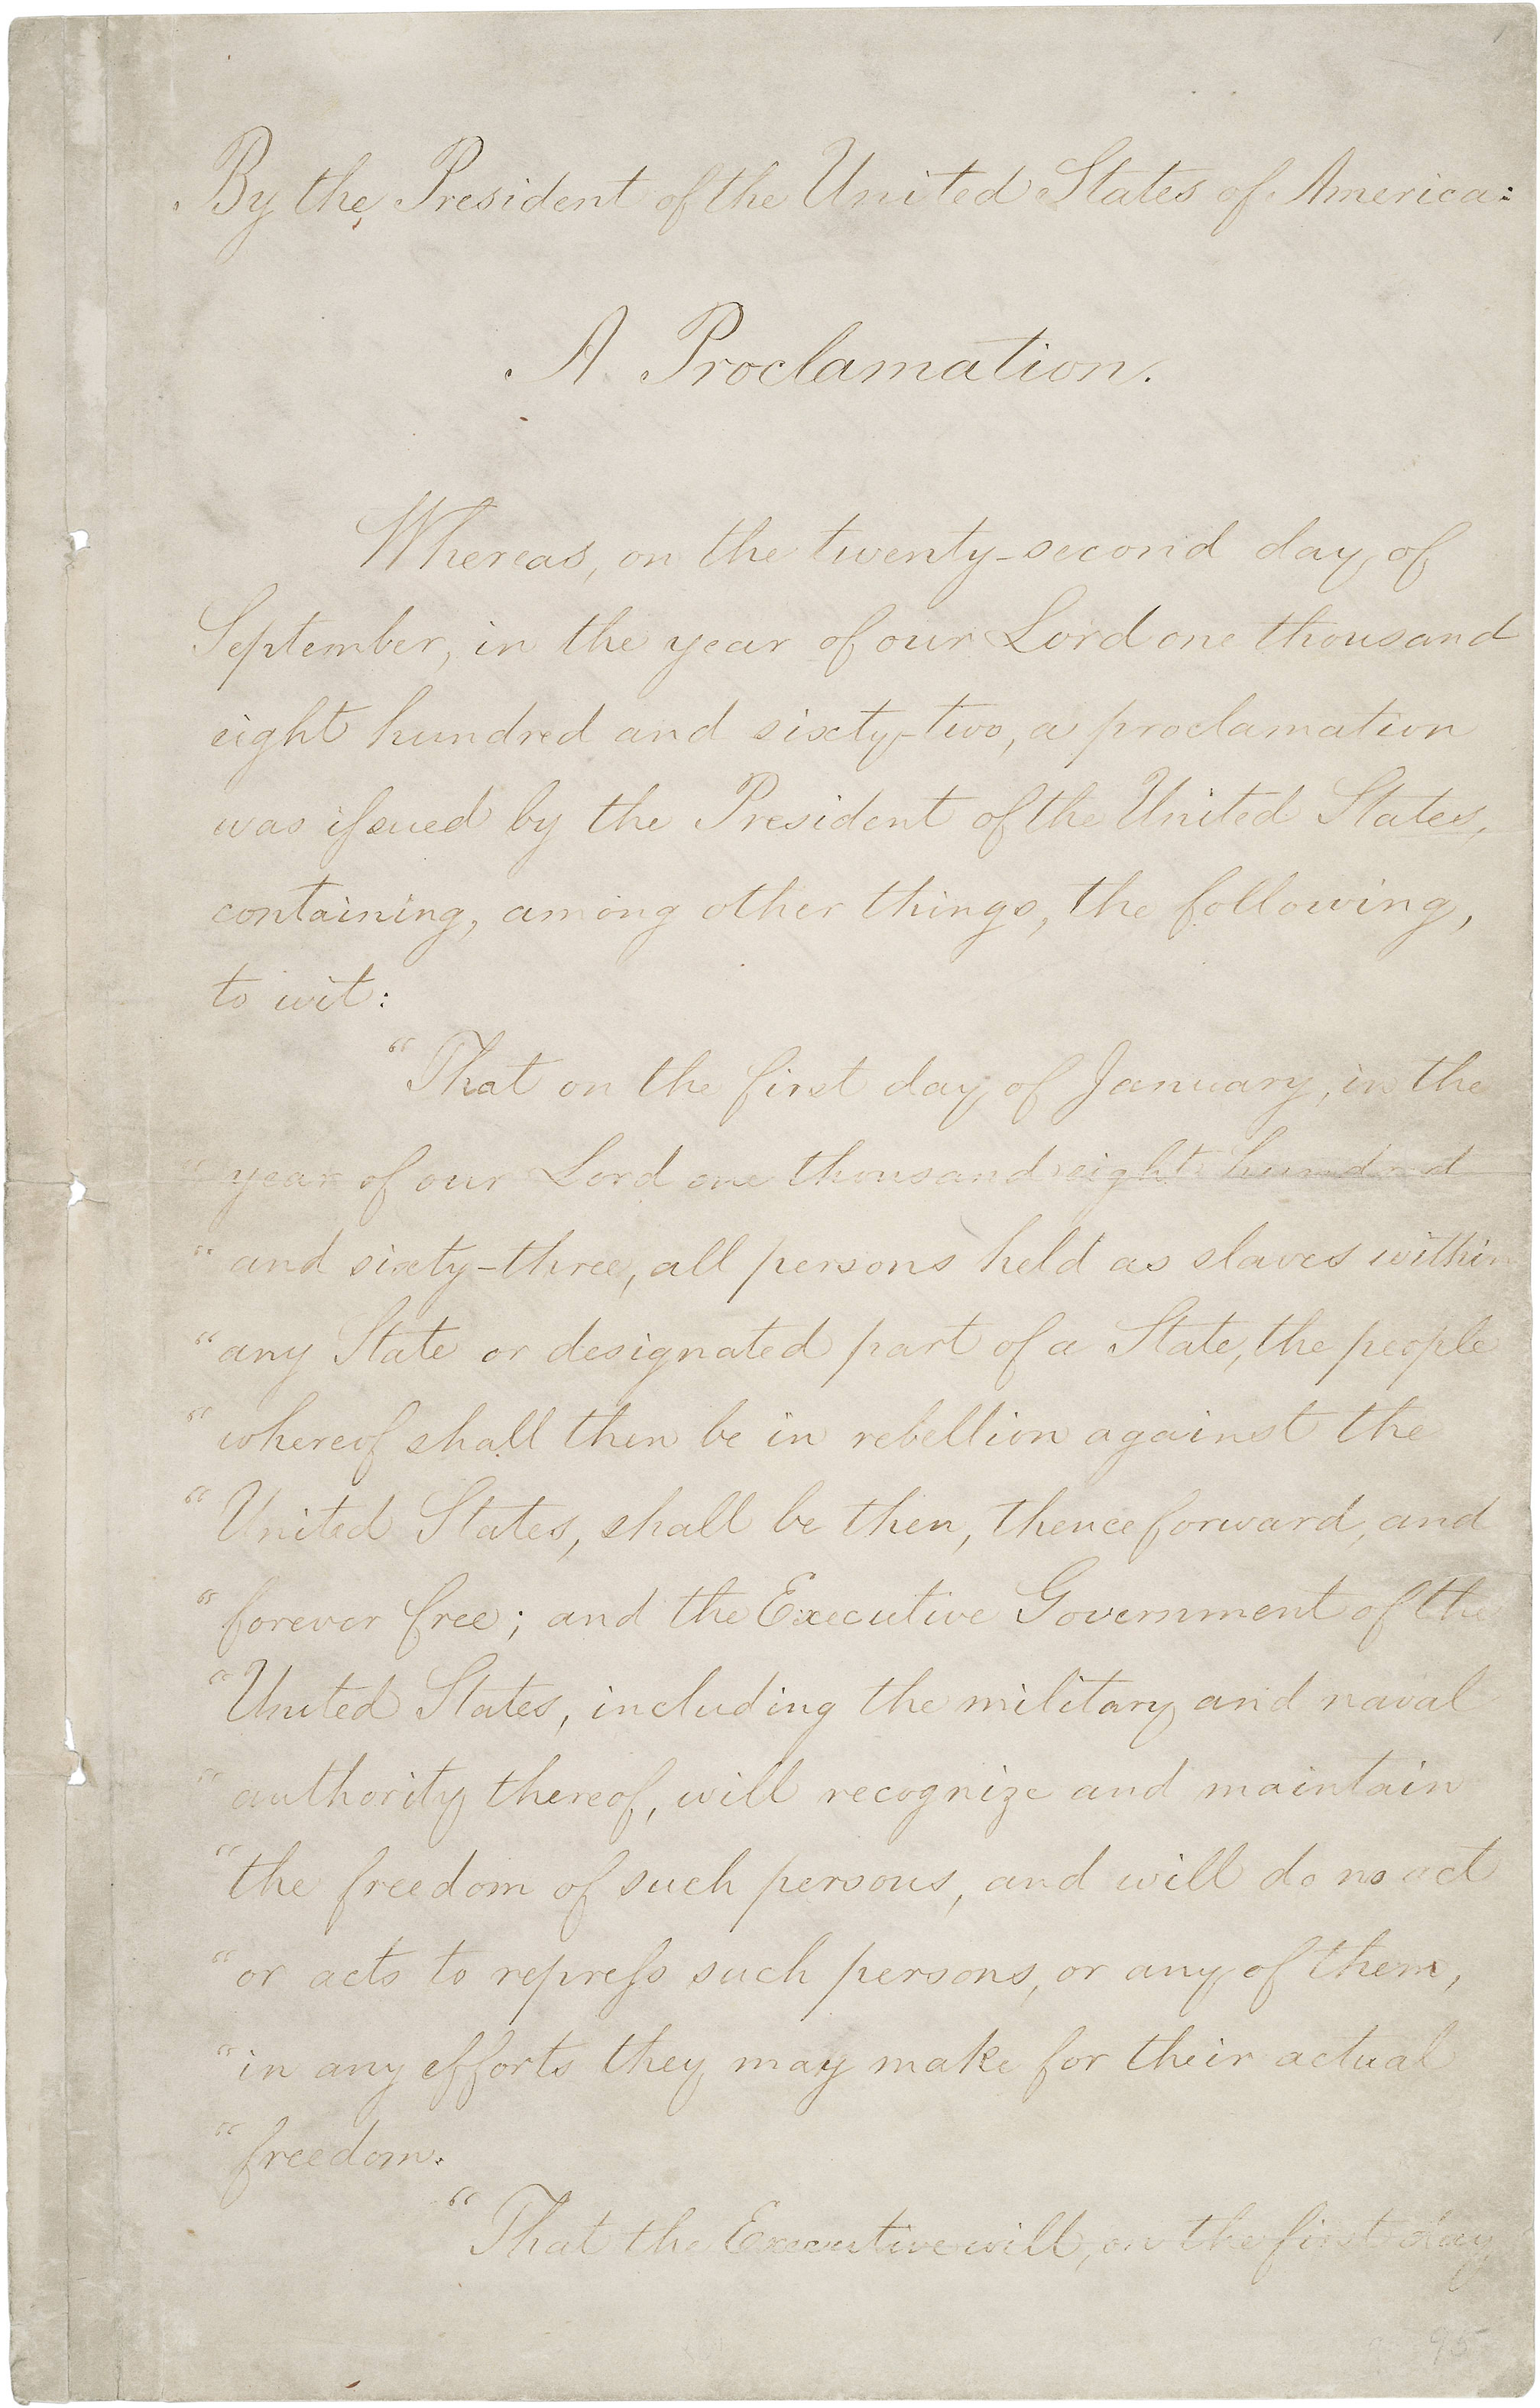 By the President of the United States of America:
A Proclamation.
Whereas, on the twenty-second day of
September, in the year of our Lord one thousand
eight hundred and sixty-two, a proclamation
was issued by the President of the United States,
containing, among other things, the following,
to wit:
"That on the first day of January, in the
"year of our Lord one thousand eight hundred
"and sixty-three, all persons held as slaves within
"any State or designated part of a State, the people
"whereof shall then be in rebellion against the
"United States, shall be then, thenceforward, and
"forever free; and the Executive Government of the
"United States, including the military and naval
"authority thereof, will recognize and maintain
"the freedom of such persons, and will do no act
"or acts to repress such persons, or any of them,
"in any efforts they may make for their actual
"freedom.
"That the Executive will, on the first day
95